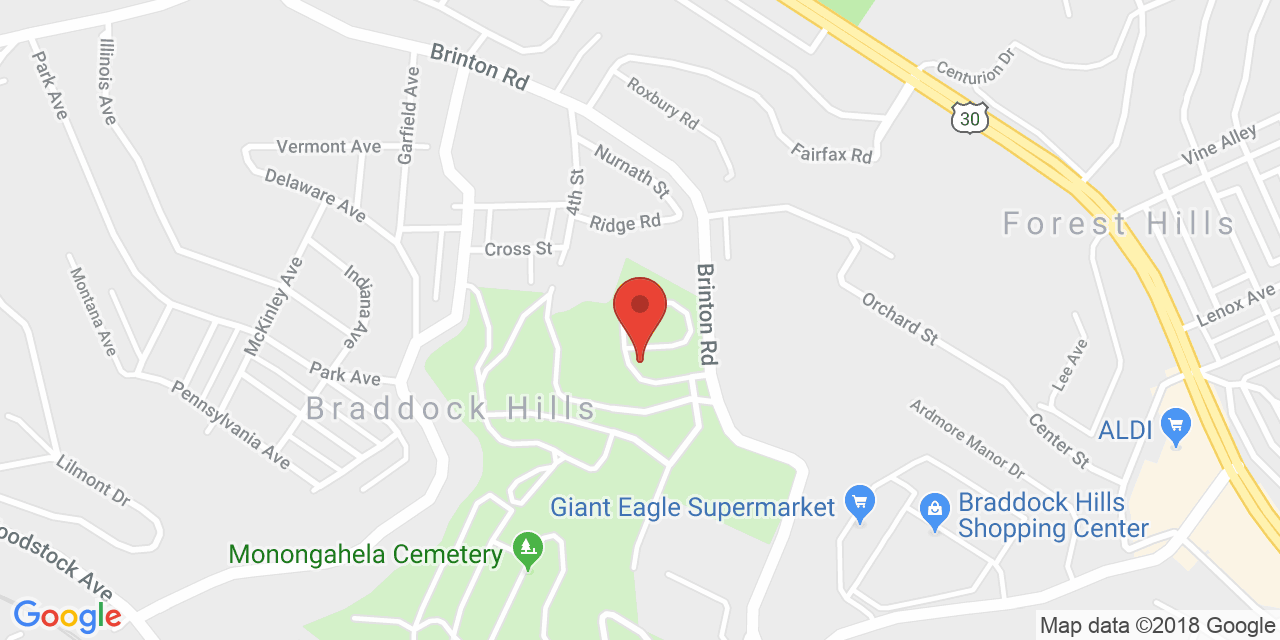 Brinton Rd
Illinois Ave
Park Ave
Garfield Ave
Centurion Dr
Roxbury Rd
30
Vine Alley
Fairfax Rd
Vermont Ave
Nurnath St
Delaware Ave
4th St
Ridge Rd
Forest Hills
Cross St
McKinley Ave
Indiana Ave
Montana Ave
Brinton Rd
Orchard St
Lenox Ave
Lee Ave
Park Ave
Pennsylvania Ave
Braddock Hills
Ardmore Manor Dr
Center St
ALDI
Lilmont Dr
Giant Eagle Supermarket
Braddock Hills
Shopping Center
oodstock Ave
Monongahela Cemetery
Google
Map data ©2018 Google